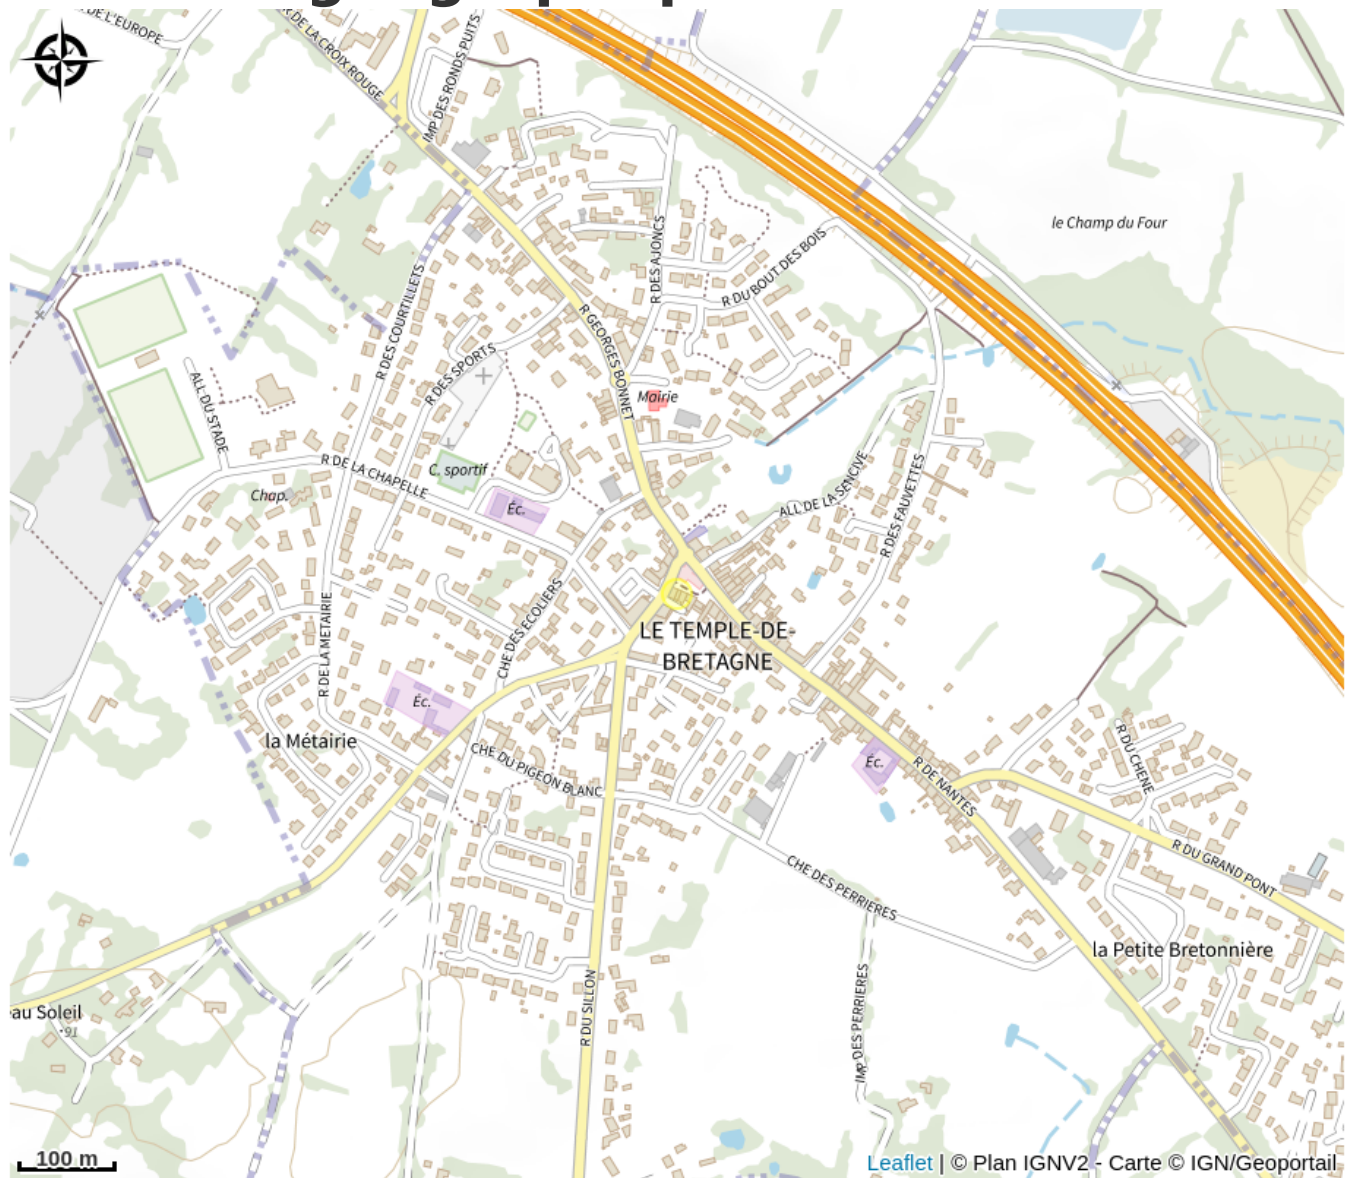 DE L'EUROPE
R DE LA CROIX ROUGE
IMP DES RONDS PUITS
le Champ du Four
R DES AJONCS
R DU BOUT DES BOIS
R DES COURTILLETS
R GEORGES BONNET
R DES SPORTS
ALL DU STADE
Mairie
R DE LA CHAPELLE
C. sportif
Chap.
Éc.
ALL DE LA SENCIVE
R DES FAUVETTES
CHE DES ECOLIERS
R DE LA METAIRIE
LE TEMPLE-DE-
BRETAGNE
Éc.
la Métairie
CHE DU PIGEON BLANC
Éc.
R DE NANTES
R DU CHENE
R DU GRAND PONT
CHE DES PERRIERES
la Petite Bretonnière
IMP DES PERRIERES
R DU SILLON
eau Soleil
91
100 m
Leaflet | © Plan IGNV2 - Carte © IGN/Geoportail